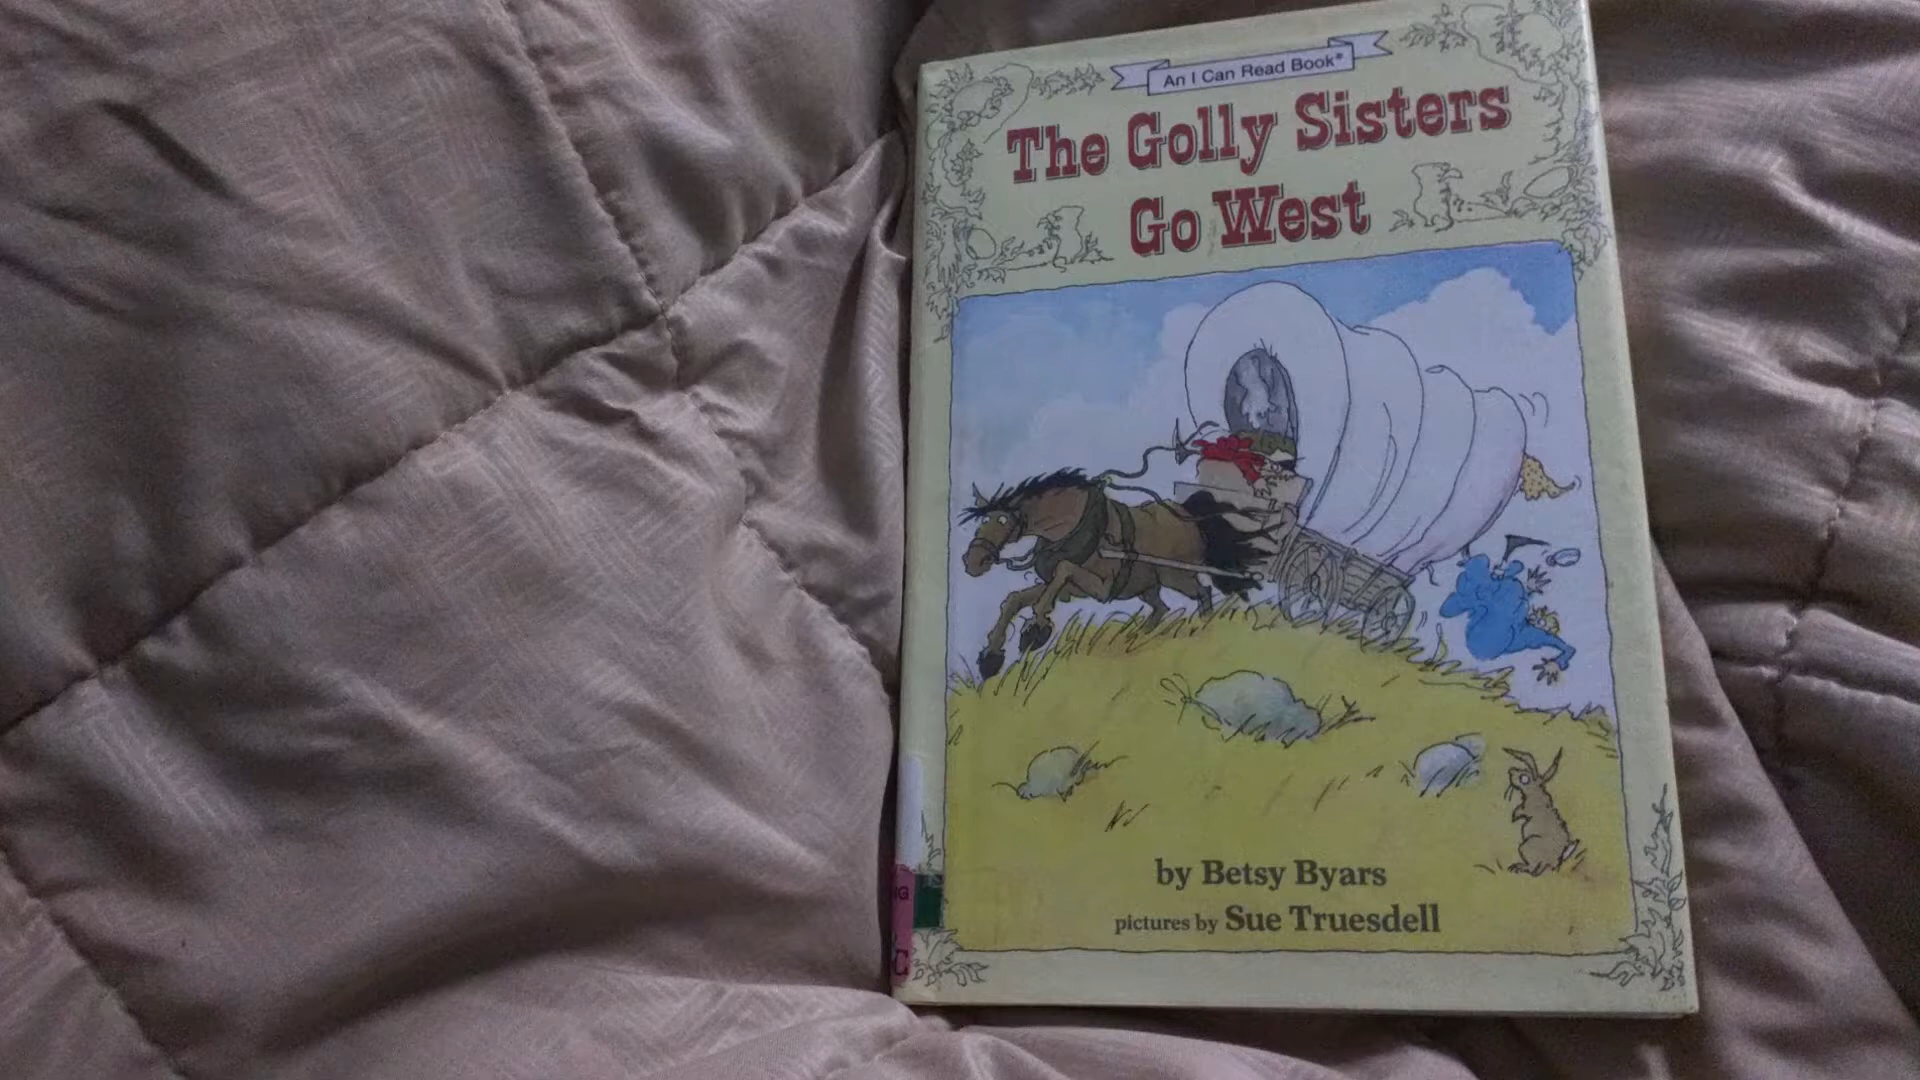 An I Can Read Book®
The Golly Sisters
Go West
by Betsy Byars
pictures by Sue Truesdell
G
C